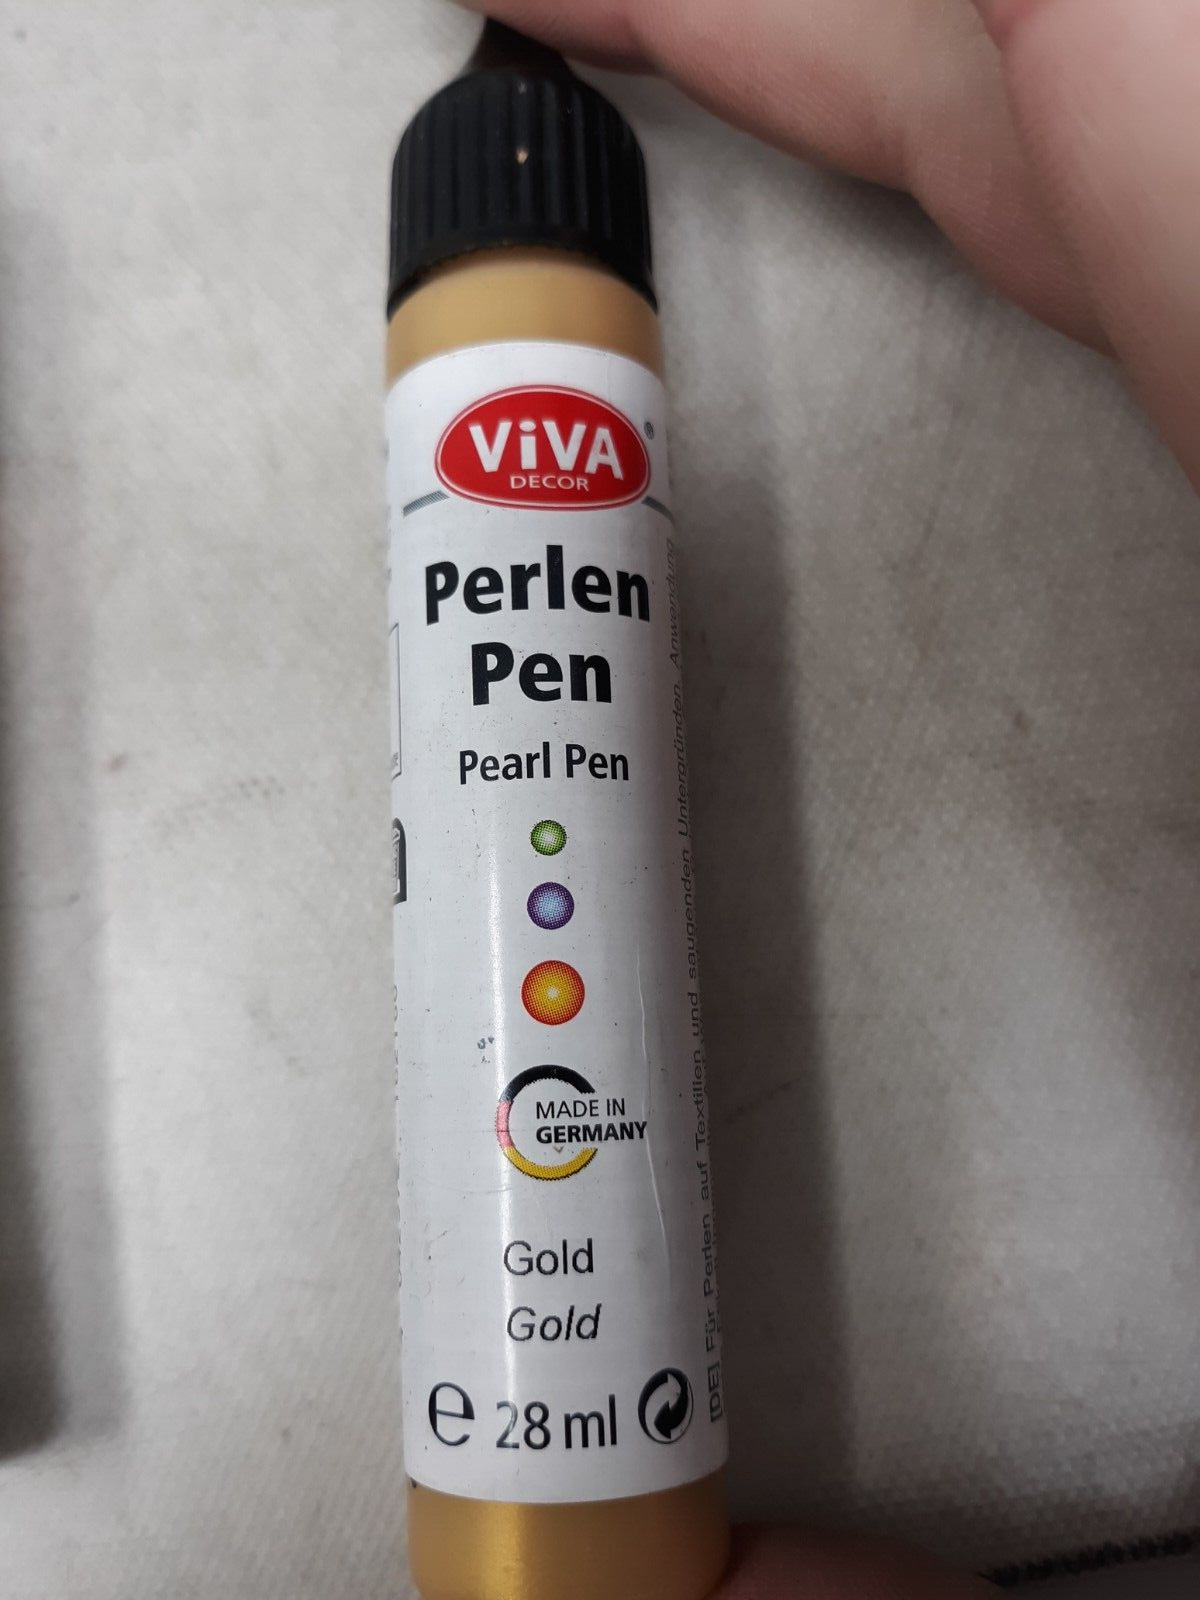 ViVA
®
DECOR
Perlen
Pen
Pearl Pen
MADE IN
GERMANY
Gold
Gold
e 28 ml
[DE] Für Perlen auf Textilien und saugenden Untergründen. Anwendung